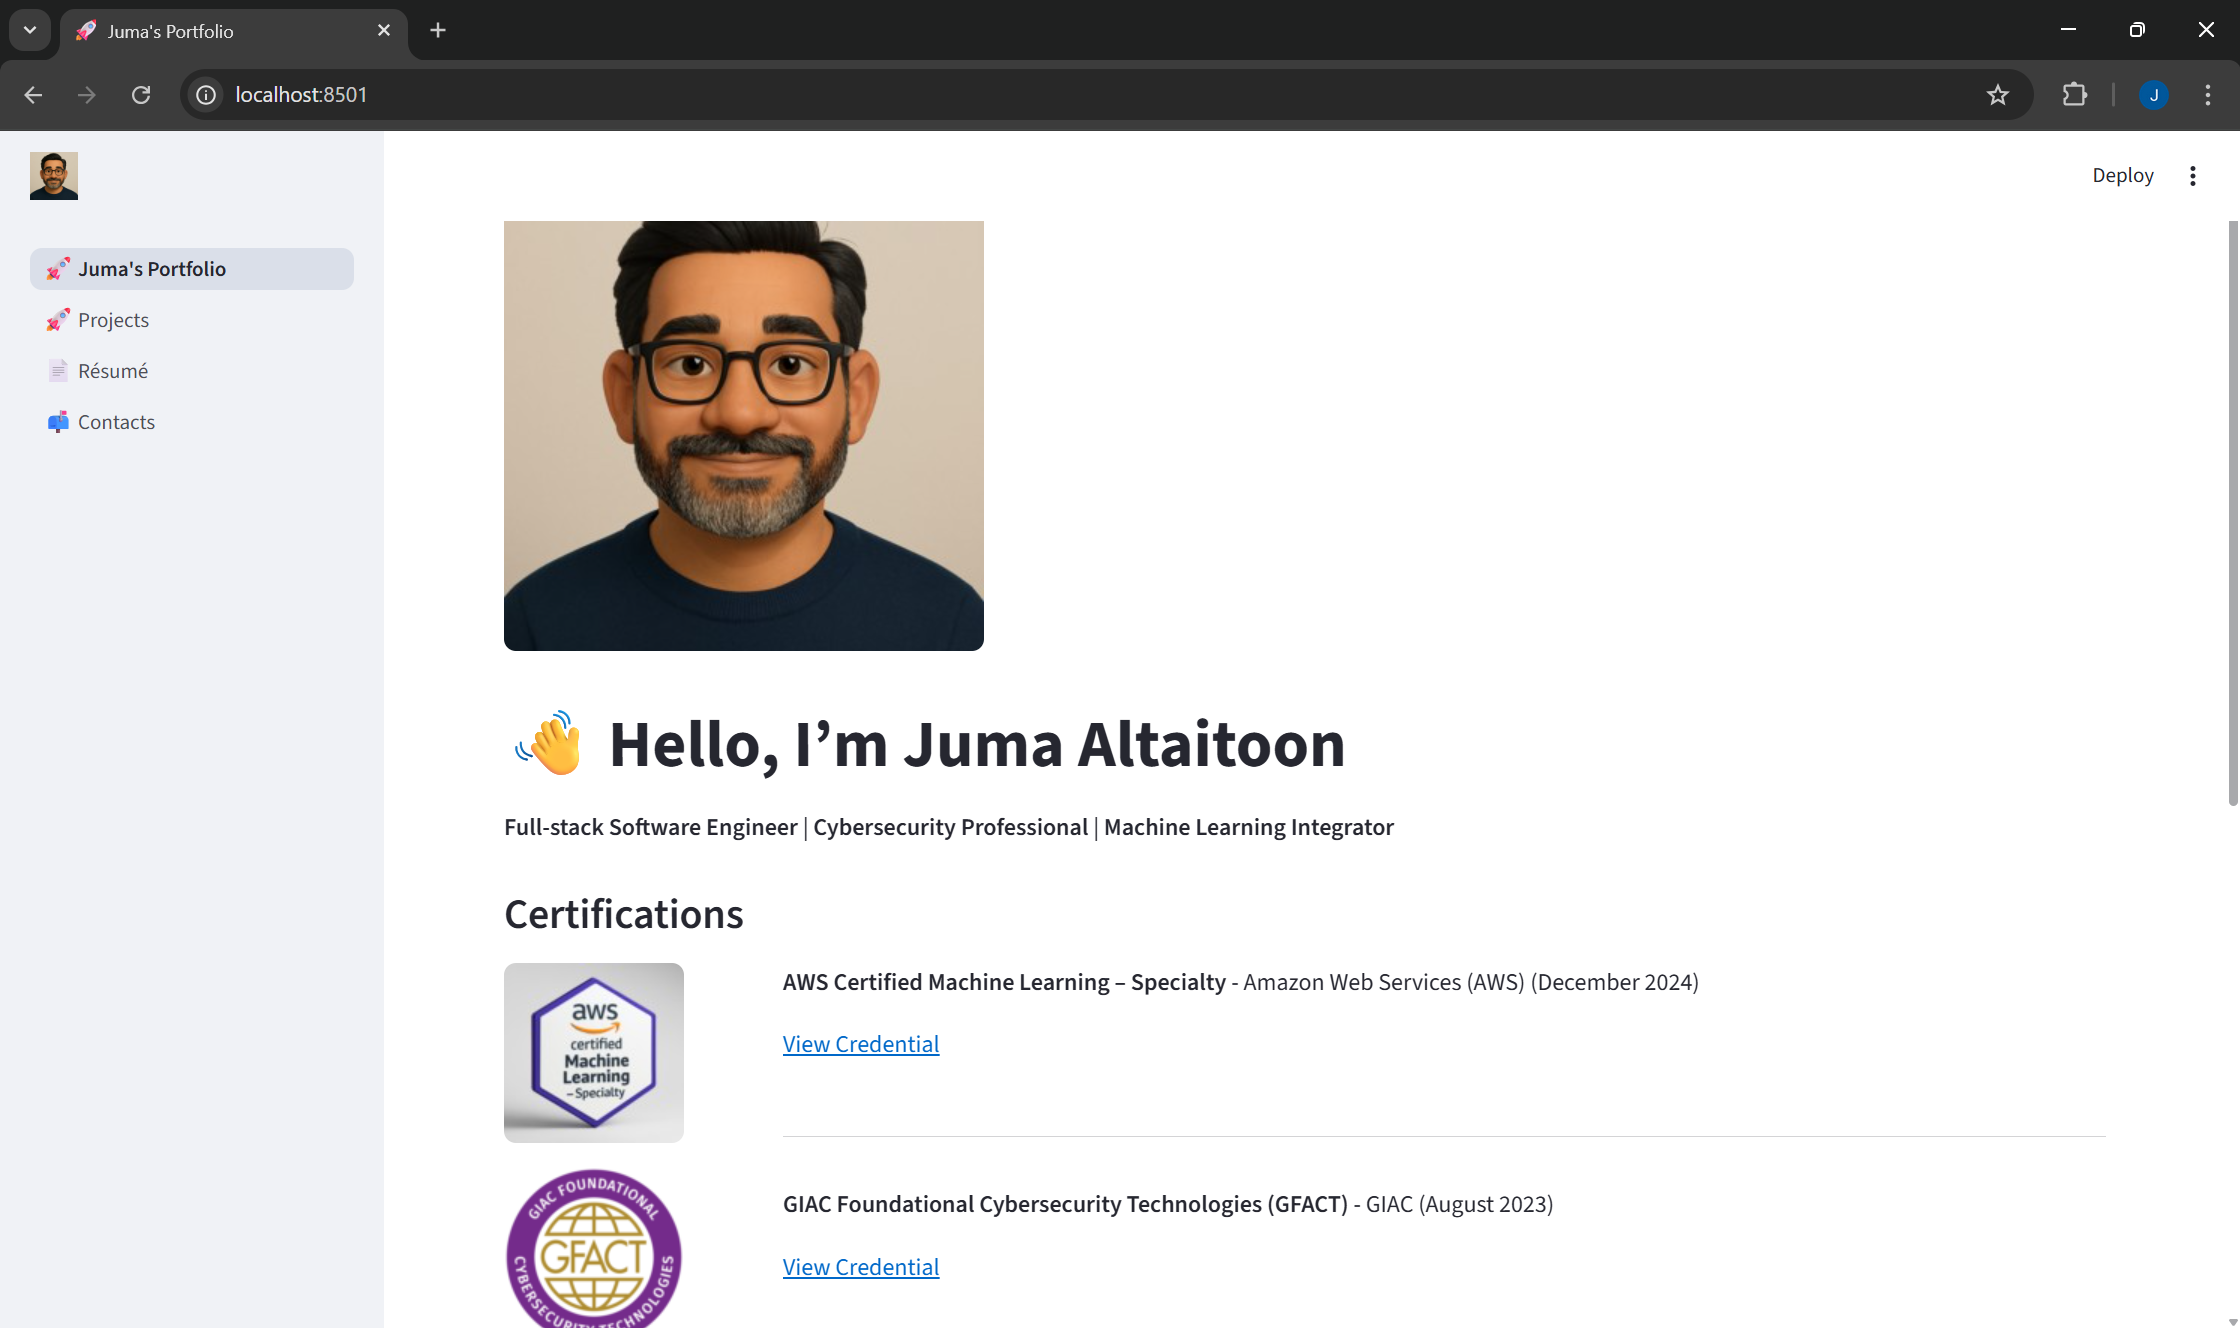 Juma's Portfolio
localhost:8501
J
Deploy
Juma's Portfolio
Projects
Résumé
Contacts
Hello, I’m Juma Altaitoon
Full-stack Software Engineer | Cybersecurity Professional | Machine Learning Integrator
Certifications
aws
certified
Machine
Learning
– Specialty
AWS Certified Machine Learning – Specialty - Amazon Web Services (AWS) (December 2024)
View Credential
GIAC FOUNDATIONAL
GFACT
CYBERSECURITY TECHNOLOGIES
GIAC Foundational Cybersecurity Technologies (GFACT) - GIAC (August 2023)
View Credential